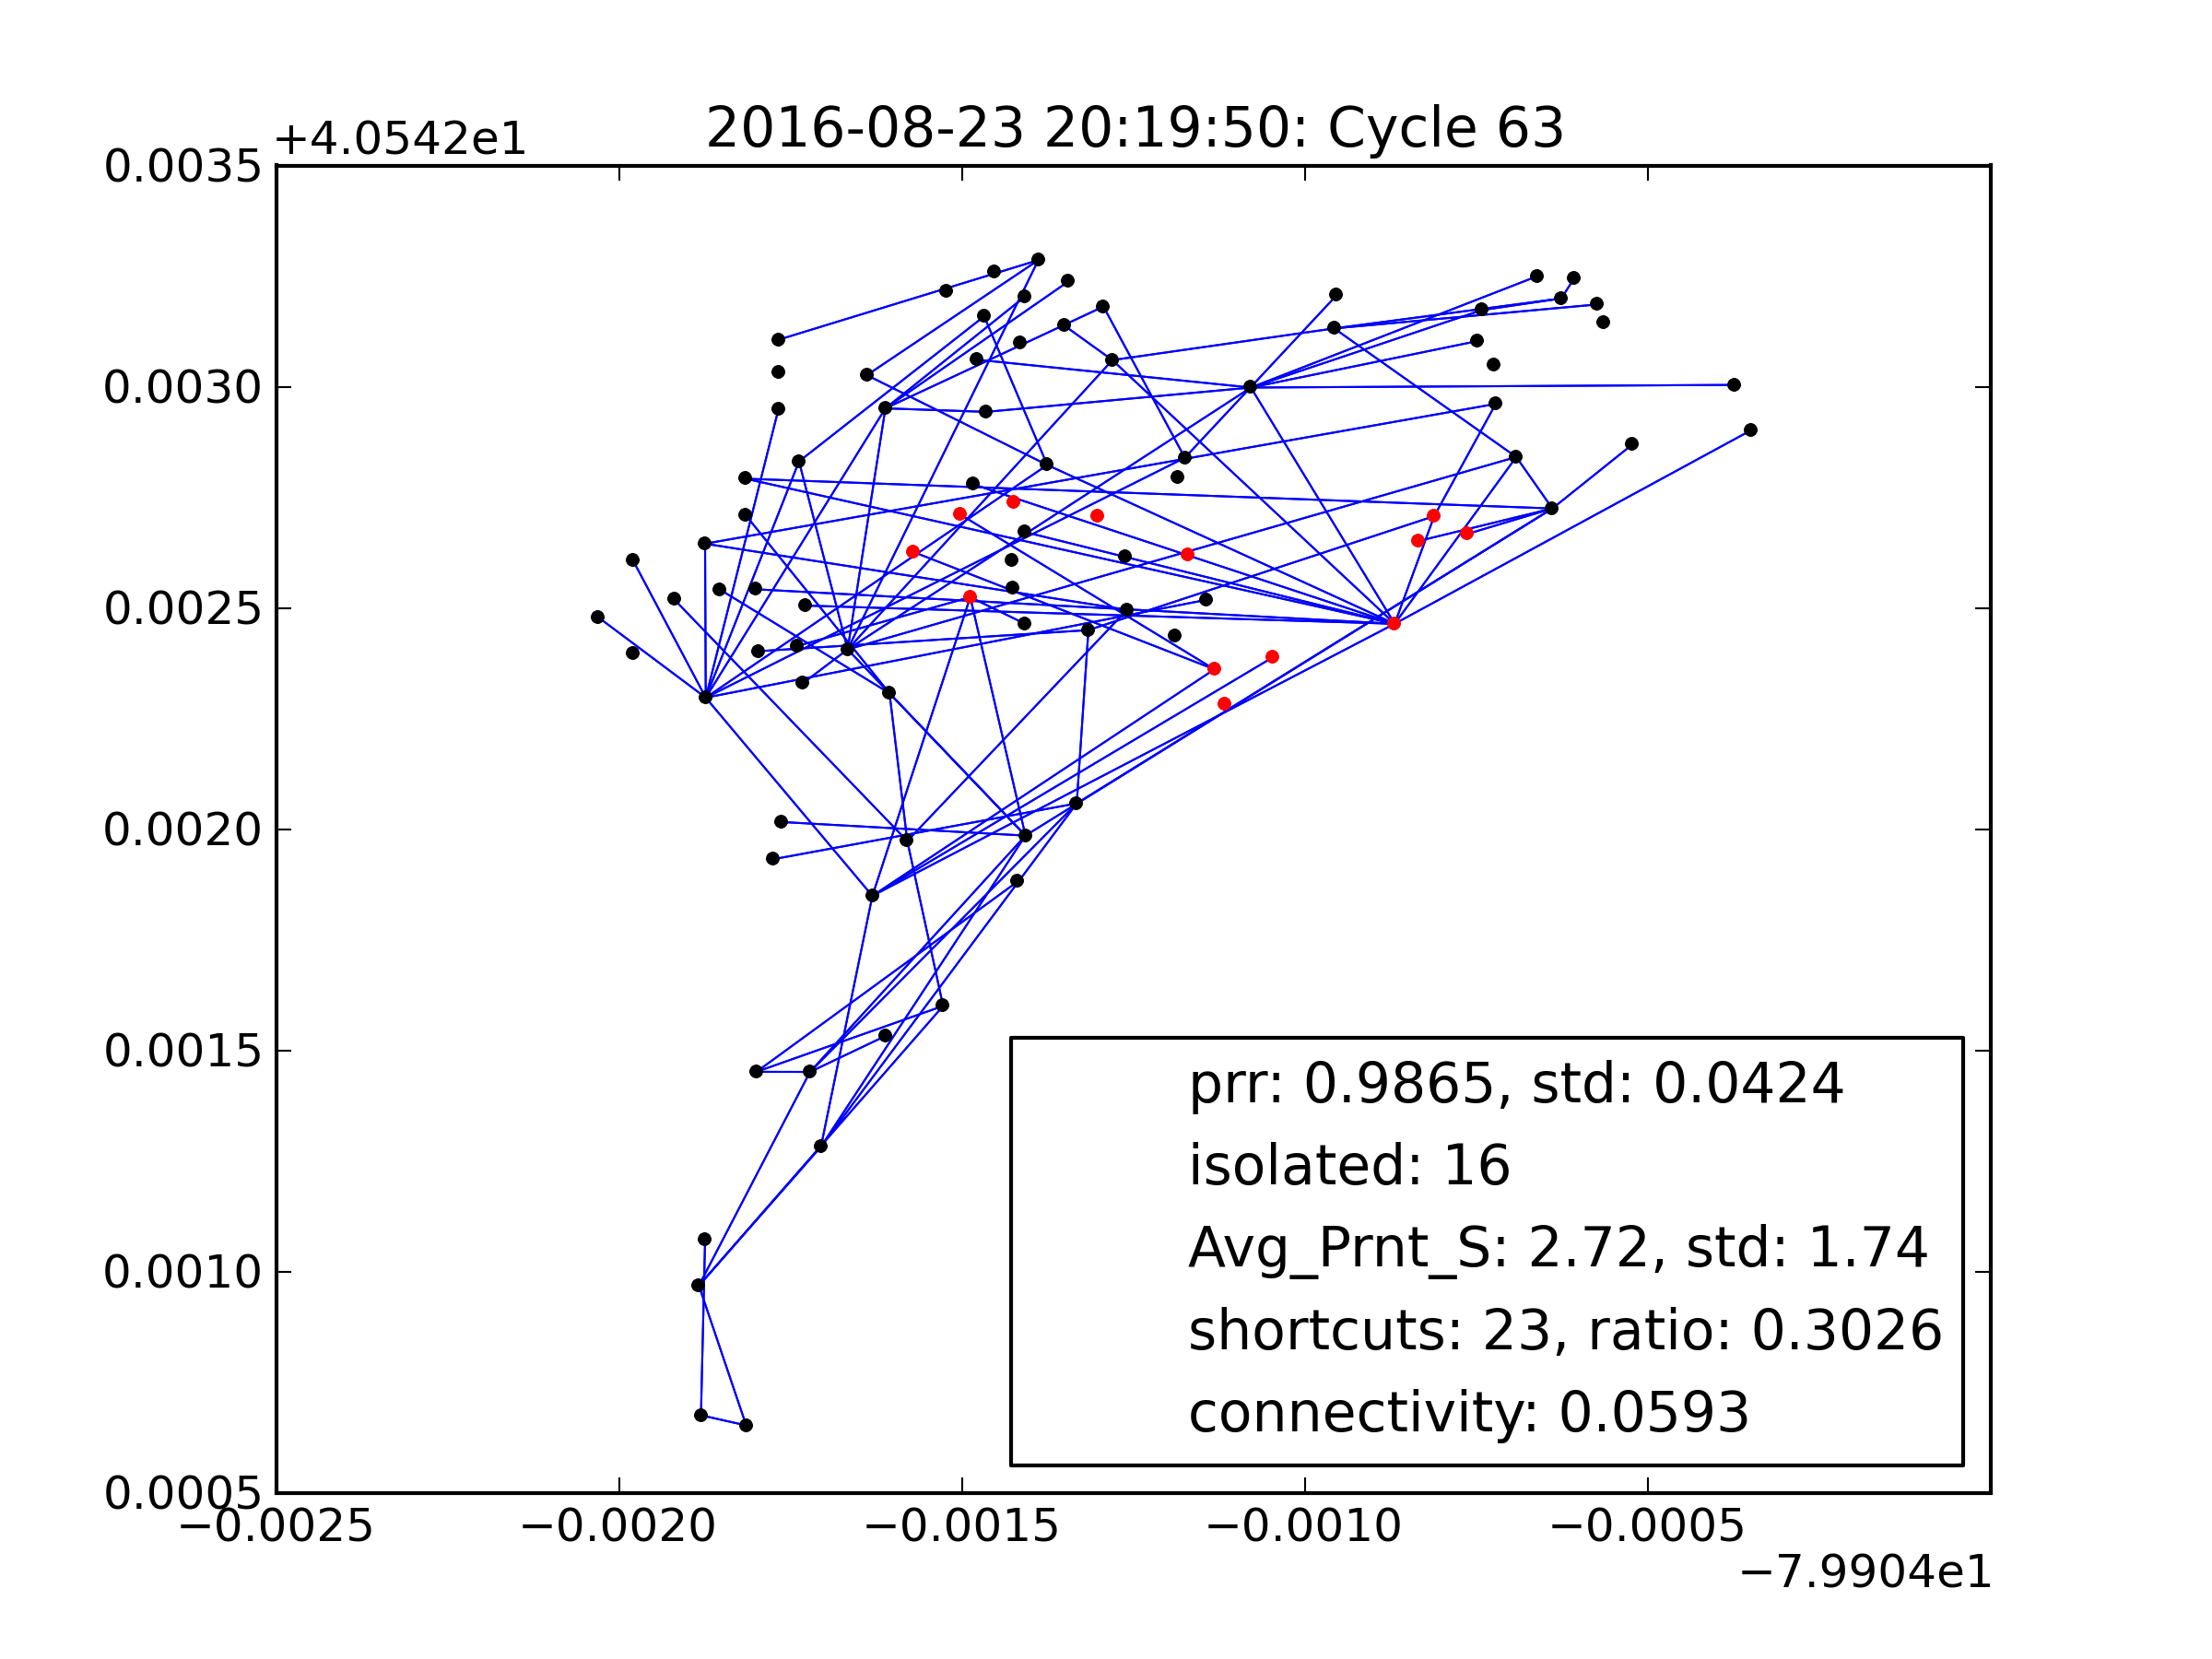 2016-08-23 20:19:50: Cycle 63
+4.0542e1
0.0035
0.0030
0.0025
0.0020
0.0015
0.0010
0.0005
prr: 0.9865, std: 0.0424
isolated: 16
Avg_Prnt_S: 2.72, std: 1.74
shortcuts: 23, ratio: 0.3026
connectivity: 0.0593
−0.0025 −0.0020 −0.0015 −0.0010 −0.0005
−7.9904e1